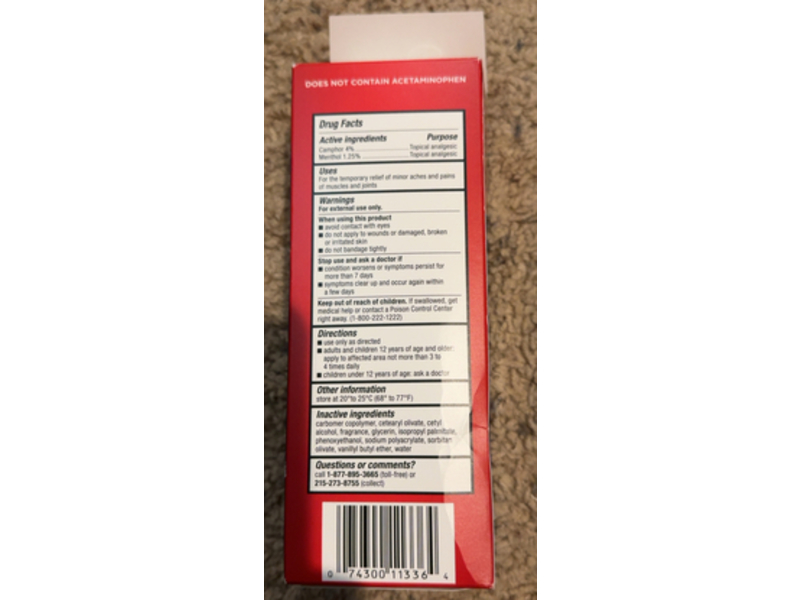 DOES NOT CONTAIN ACETAMINOPHEN
Drug Facts
Active ingredients Purpose
Camphor 4% Topical analgesic
Menthol 1.25% Topical analgesic
Uses
For the temporary relief of minor aches and pains
of muscles and joints
Warnings
For external use only.
When using this product
■ avoid contact with eyes
■ do not apply to wounds or damaged, broken
or irritated skin
■ do not bandage tightly
Stop use and ask a doctor if
■ condition worsens or symptoms persist for
more than 7 days
■ symptoms clear up and occur again within
a few days
Keep out of reach of children. If swallowed, get
medical help or contact a Poison Control Center
right away. (1-800-222-1222)
Directions
■ use only as directed
■ adults and children 12 years of age and older:
apply to affected area not more than 3 to
4 times daily
■ children under 12 years of age: ask a doctor
Other information
store at 20°to 25°C (68° to 77°F)
Inactive ingredients
carbomer copolymer, cetearyl olivate, cetyl
alcohol, fragrance, glycerin, isopropyl palmitate,
phenoxyethanol, sodium polyacrylate, sorbitan
olivate, vanillyl butyl ether, water
Questions or comments?
call 1-877-895-3665 (toll-free) or
215-273-8755 (collect)
0 74300 11336 4